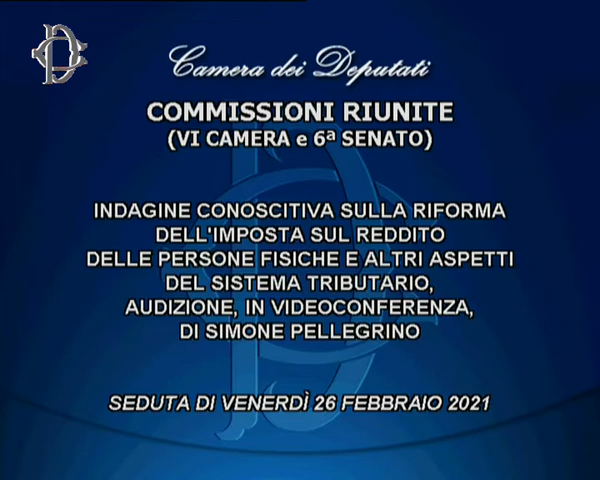 Camera dei Deputati
COMMISSIONI RIUNITE
(VI CAMERA e 6ª SENATO)
INDAGINE CONOSCITIVA SULLA RIFORMA
DELL'IMPOSTA SUL REDDITO
DELLE PERSONE FISICHE E ALTRI ASPETTI
DEL SISTEMA TRIBUTARIO,
AUDIZIONE, IN VIDEOCONFERENZA,
DI SIMONE PELLEGRINO
SEDUTA DI VENERDÌ 26 FEBBRAIO 2021